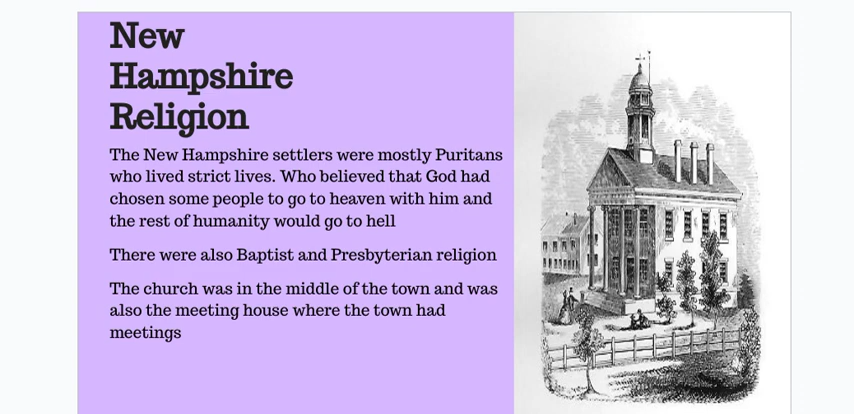 New
Hampshire
Religion
The New Hampshire settlers were mostly Puritans
who lived strict lives. Who believed that God had
chosen some people to go to heaven with him and
the rest of humanity would go to hell
There were also Baptist and Presbyterian religion
The church was in the middle of the town and was
also the meeting house where the town had
meetings